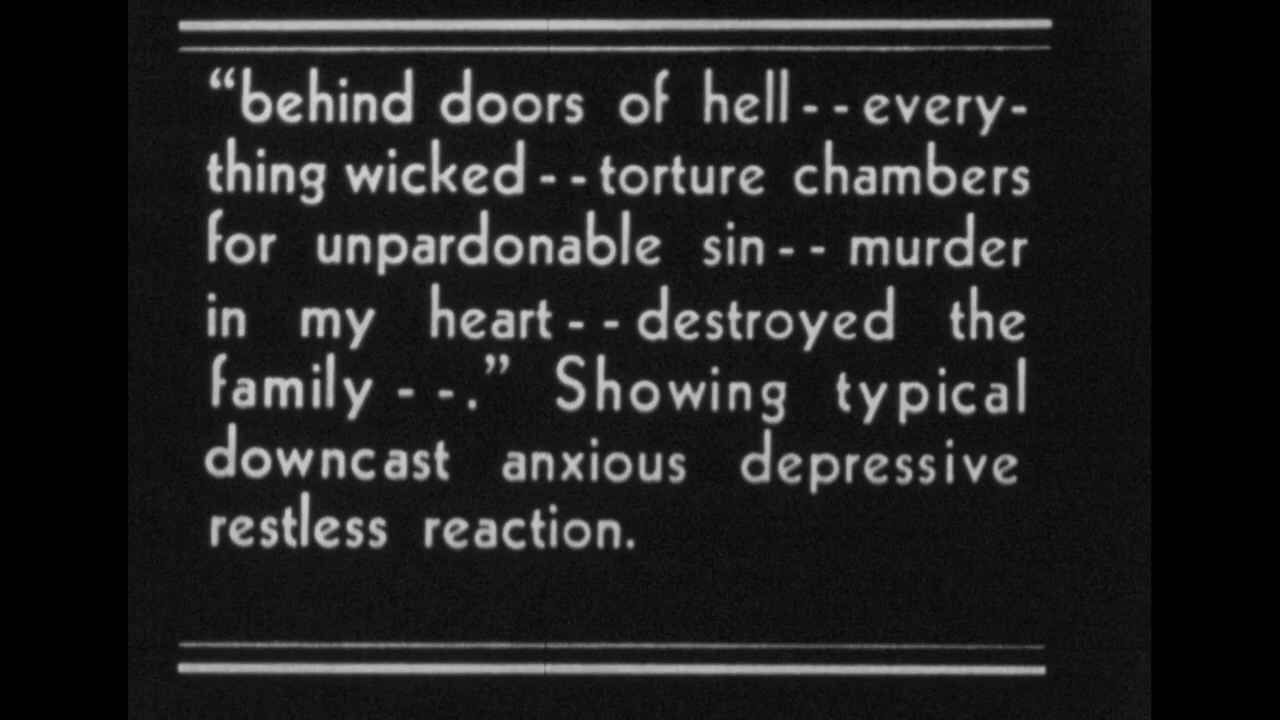 “behind doors of hell - - every-
thing wicked - - torture chambers
for unpardonable sin - - murder
in my heart - - destroyed the
family - - .” Showing typical
downcast anxious depressive
restless reaction.